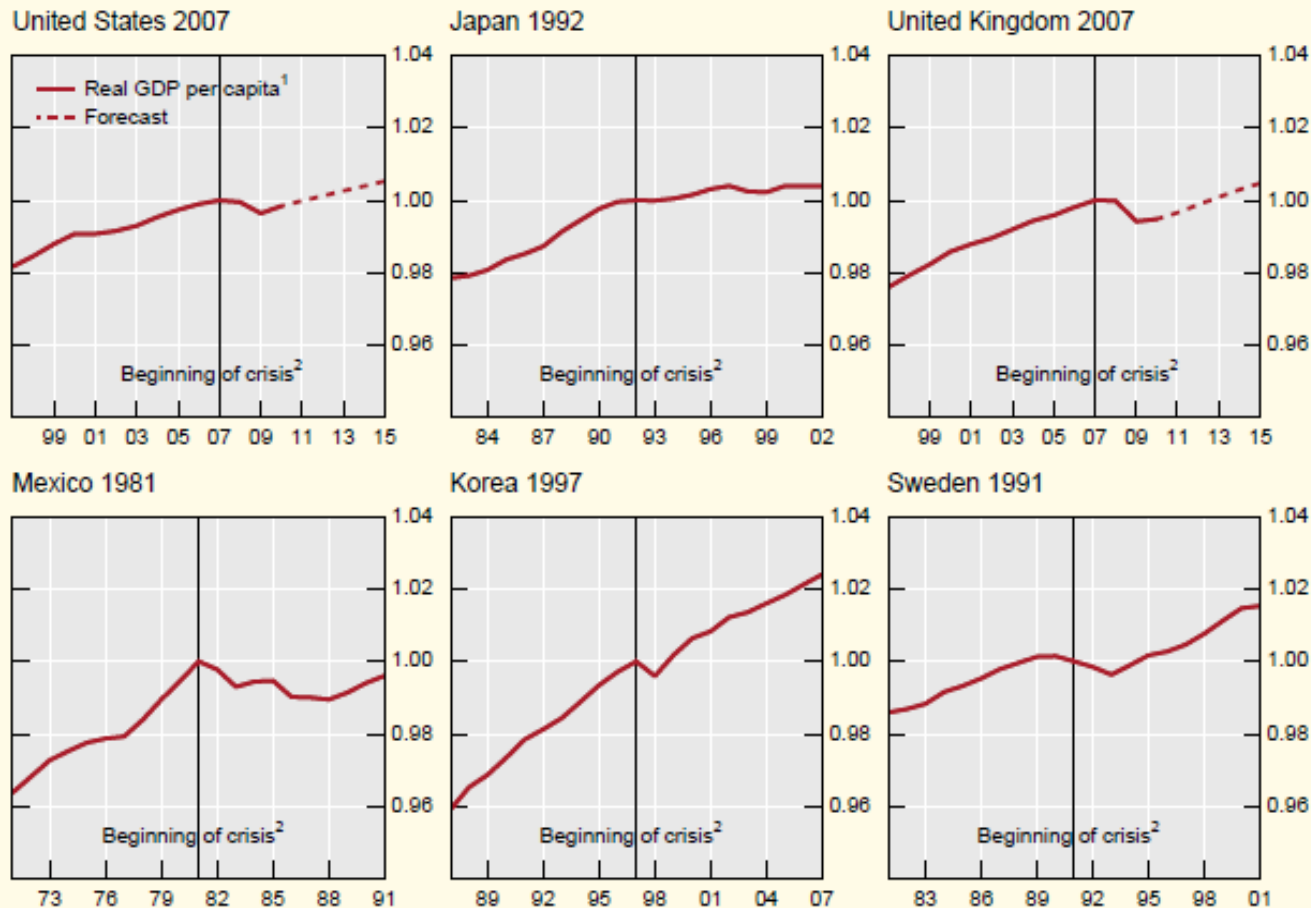 United States 2007
Real GDP per capita1
Forecast
1.04
1.02
1.00
0.98
0.96
Beginning of crisis2
99 01 03 05 07 09 11 13 15
Japan 1992
1.04
1.02
1.00
0.98
0.96
Beginning of crisis2
84 87 90 93 96 99 02
United Kingdom 2007
1.04
1.02
1.00
0.98
0.96
Beginning of crisis2
99 01 03 05 07 09 11 13 15
Mexico 1981
1.04
1.02
1.00
0.98
0.96
Beginning of crisis2
73 76 79 82 85 88 91
Korea 1997
1.04
1.02
1.00
0.98
0.96
Beginning of crisis2
89 92 95 98 01 04 07
Sweden 1991
1.04
1.02
1.00
0.98
0.96
Beginning of crisis2
83 86 89 92 95 98 01